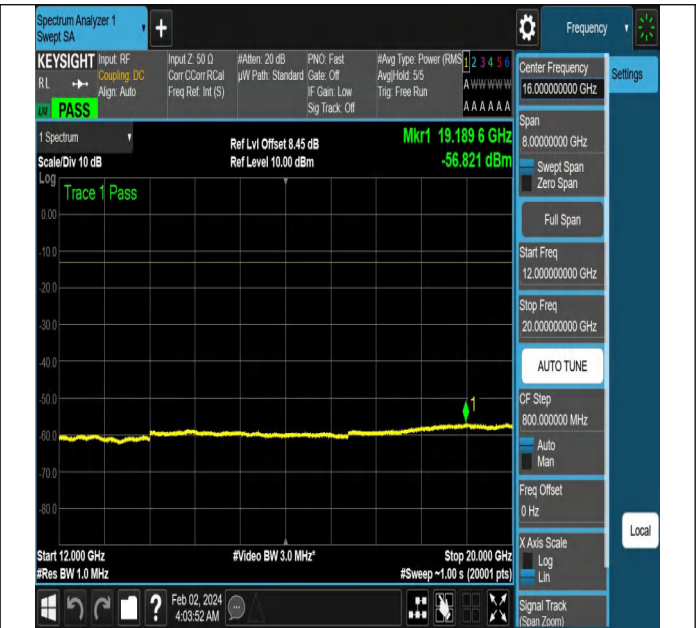 Spectrum Analyzer 1
Swept SA
+
Frequency
KEYSIGHT
RL
PASS
Input: RF
Coupling: DC
Align: Auto
Input Z: 50 Ω
Corr CCorr RCal
Freq Ref: Int (S)
#Atten: 20 dB
µW Path: Standard
PNO: Fast
Gate: Off
IF Gain: Low
Sig Track: Off
#Avg Type: Power (RMS
Avg|Hold: 5/5
Trig: Free Run
1 2 3 4 5 6
A W W W W W
A A A A A A
1 Spectrum
Scale/Div 10 dB
Ref Lvl Offset 8.45 dB
Ref Level 10.00 dBm
Mkr1 19.189 6 GHz
-56.821 dBm
Log
Trace 1 Pass
0.00
-10.0
-20.0
-30.0
-40.0
-50.0
-60.0
-70.0
-80.0
1
Start 12.000 GHz
#Res BW 1.0 MHz
#Video BW 3.0 MHz*
Stop 20.000 GHz
#Sweep ~1.00 s (20001 pts)
?
Feb 02, 2024
4:03:52 AM
Center Frequency
16.000000000 GHz
Settings
Span
8.00000000 GHz
Swept Span
Zero Span
Full Span
Start Freq
12.000000000 GHz
Stop Freq
20.000000000 GHz
AUTO TUNE
CF Step
800.000000 MHz
Auto
Man
Freq Offset
0 Hz
X Axis Scale
Log
Lin
Local
Signal Track
(Span Zoom)